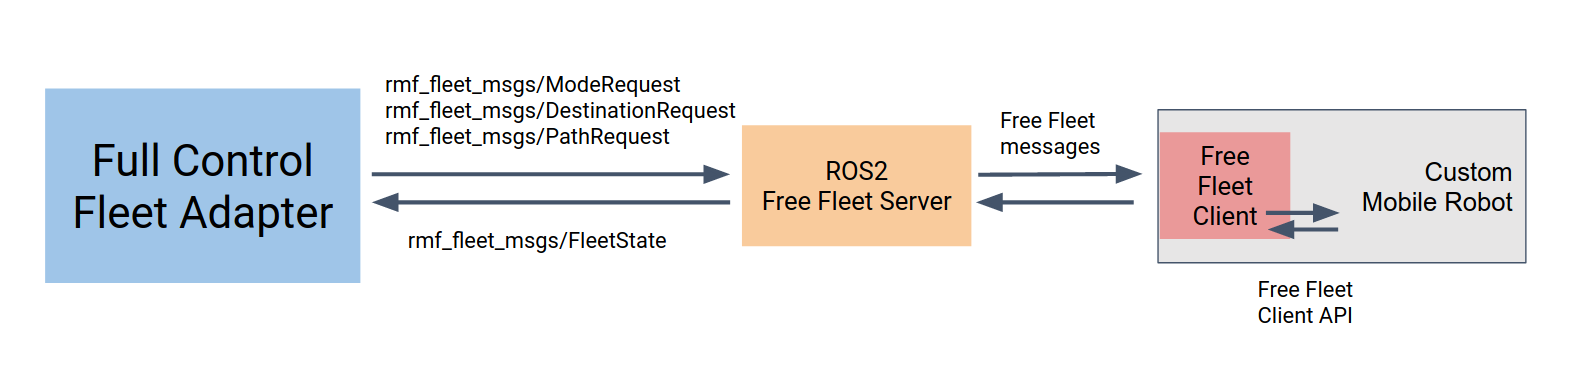 rmf_fleet_msgs/ModeRequest
rmf_fleet_msgs/DestinationRequest
rmf_fleet_msgs/PathRequest
Full Control
Fleet Adapter
rmf_fleet_msgs/FleetState
ROS2
Free Fleet Server
Free Fleet
messages
Free
Fleet
Client
Custom
Mobile Robot
Free Fleet
Client API